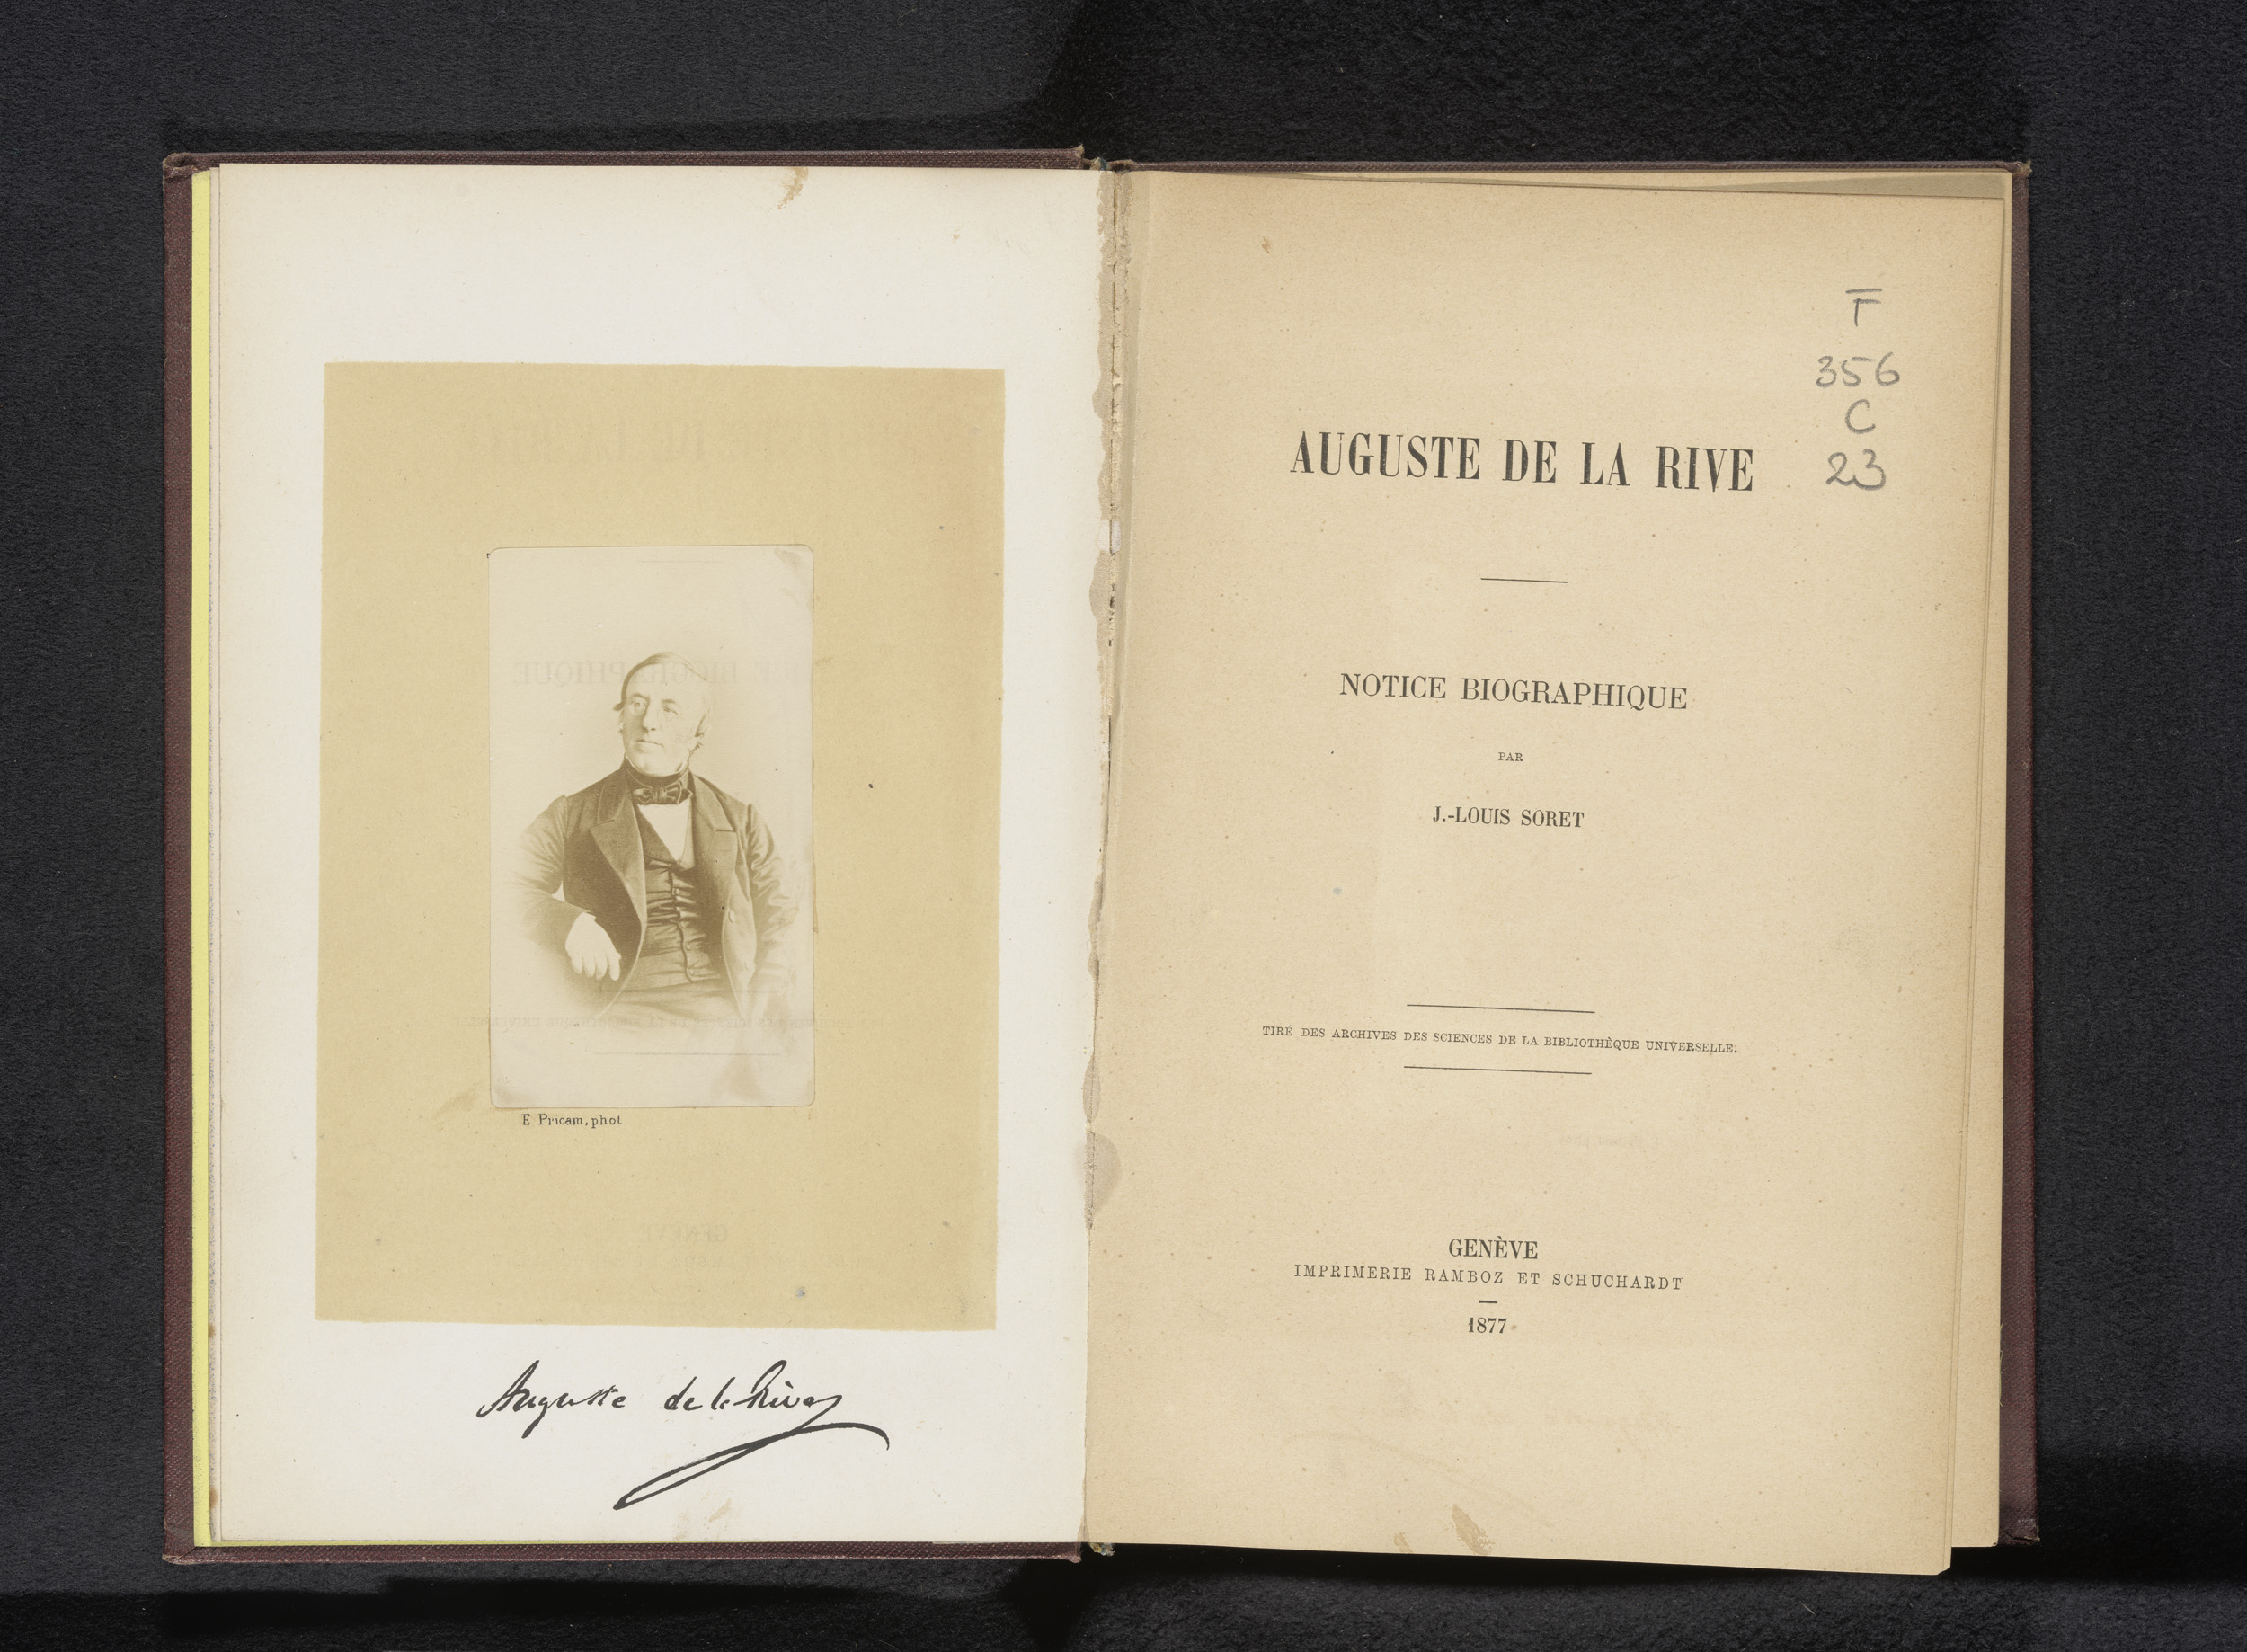 E Pricam, phot
Auguste de la Rive
F
356
C
23
AUGUSTE DE LA RIVE
NOTICE BIOGRAPHIQUE
PAR
J.-LOUIS SORET
TIRÉ DES ARCHIVES DES SCIENCES DE LA BIBLIOTHÈQUE UNIVERSELLE.
GENÈVE
IMPRIMERIE RAMBOZ ET SCHUCHARDT
1877